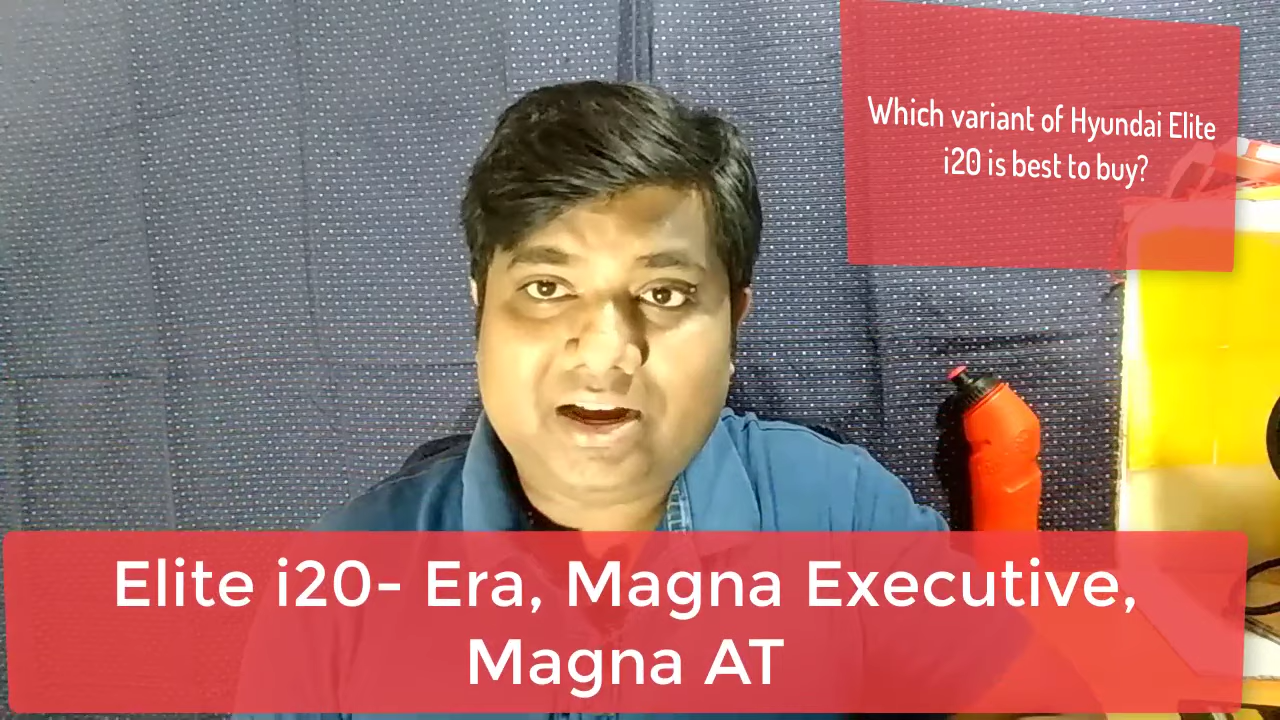 Which variant of Hyundai Elite
i20 is best to buy?
Elite i20- Era, Magna Executive,
Magna AT